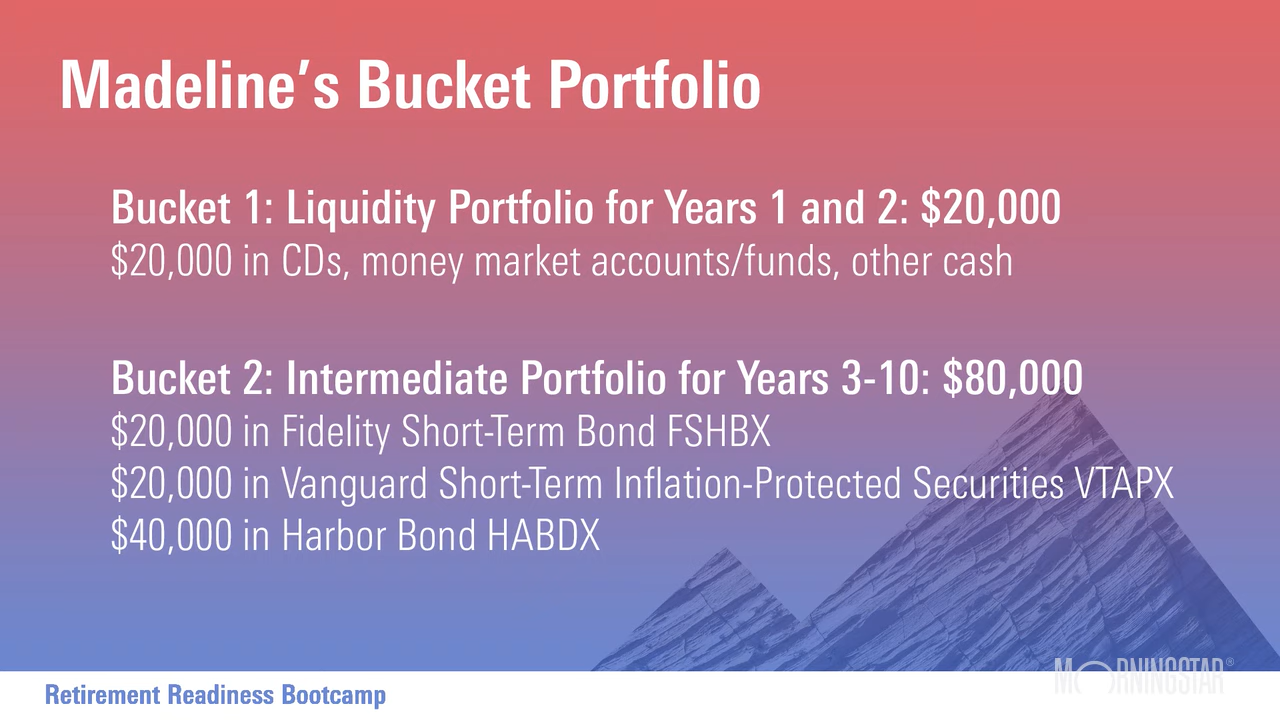 Madeline’s Bucket Portfolio
Bucket 1: Liquidity Portfolio for Years 1 and 2: $20,000
$20,000 in CDs, money market accounts/funds, other cash
Bucket 2: Intermediate Portfolio for Years 3-10: $80,000
$20,000 in Fidelity Short-Term Bond FSHBX
$20,000 in Vanguard Short-Term Inflation-Protected Securities VTAPX
$40,000 in Harbor Bond HABDX
MORNINGSTAR®
Retirement Readiness Bootcamp